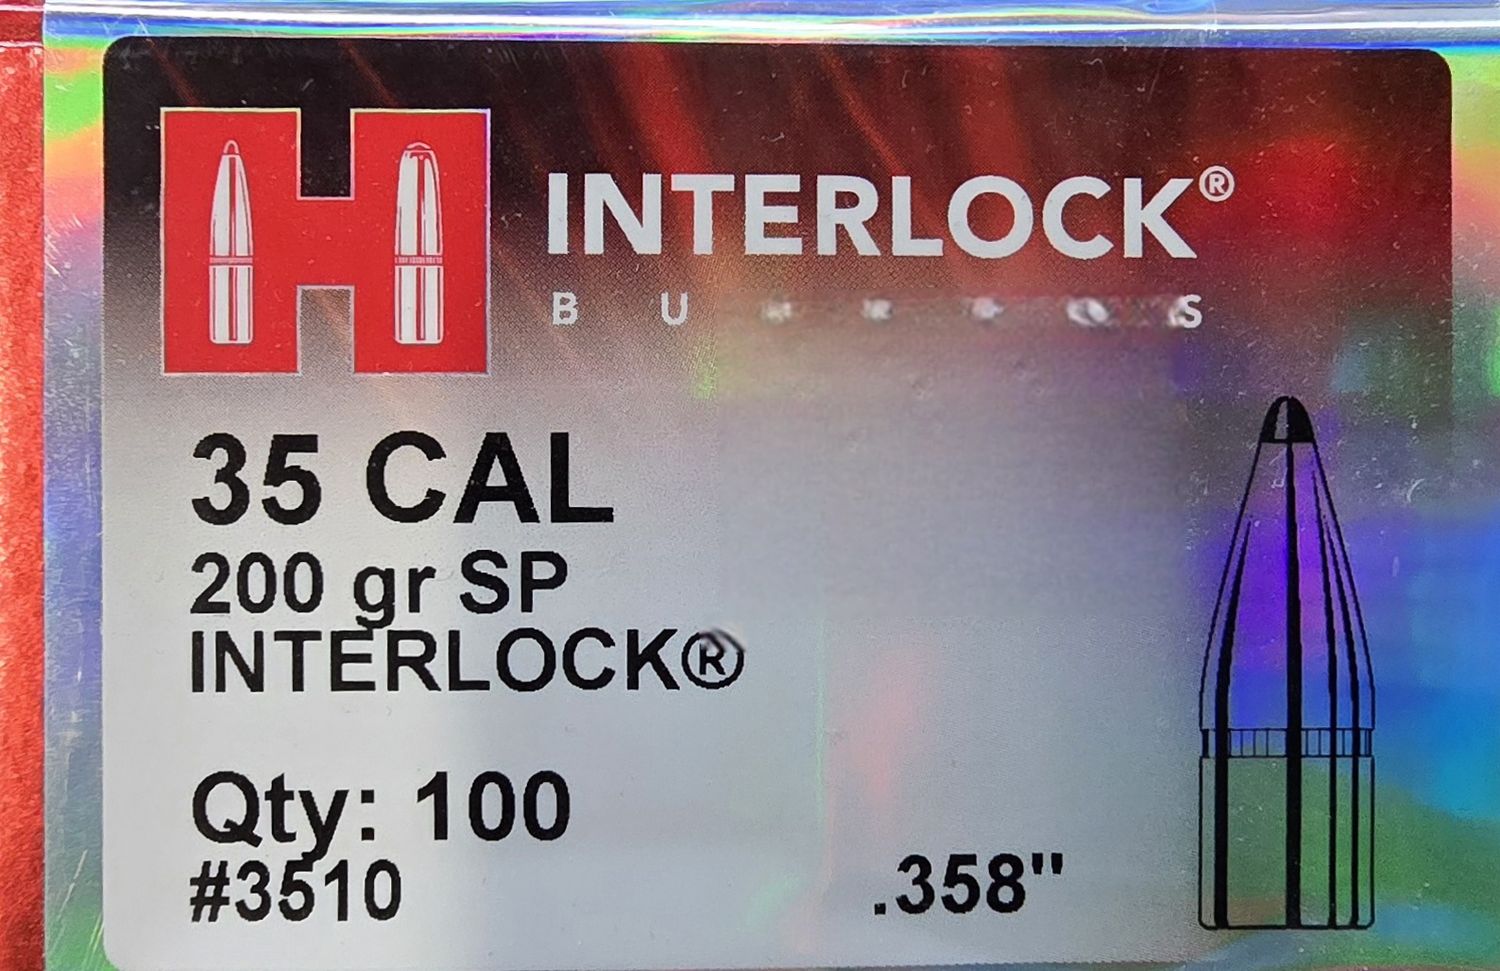 INTERLOCK®
35 CAL
200 gr SP
INTERLOCK®
Qty: 100
#3510
.358"